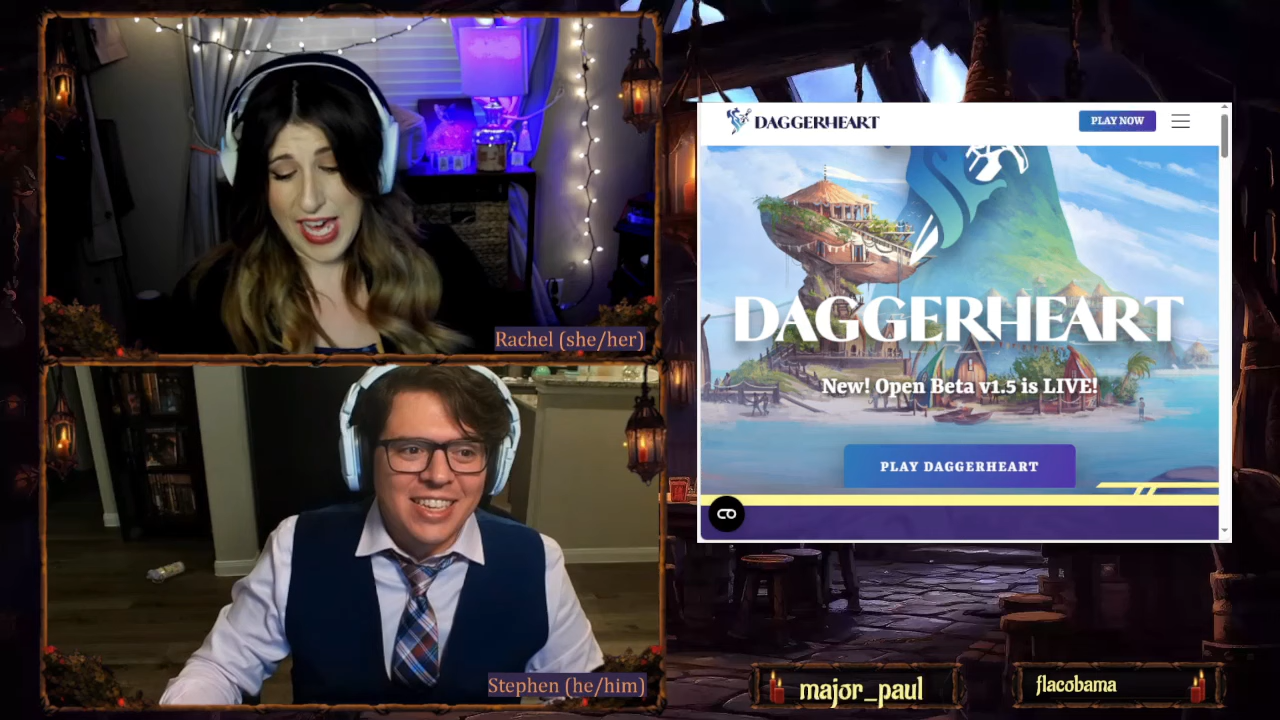 Rachel (she/her)
Stephen (he/him)
DAGGERHEART
PLAY NOW
DAGGERHEART
New! Open Beta v1.5 is LIVE!
PLAY DAGGERHEART
major_paul
flacobama